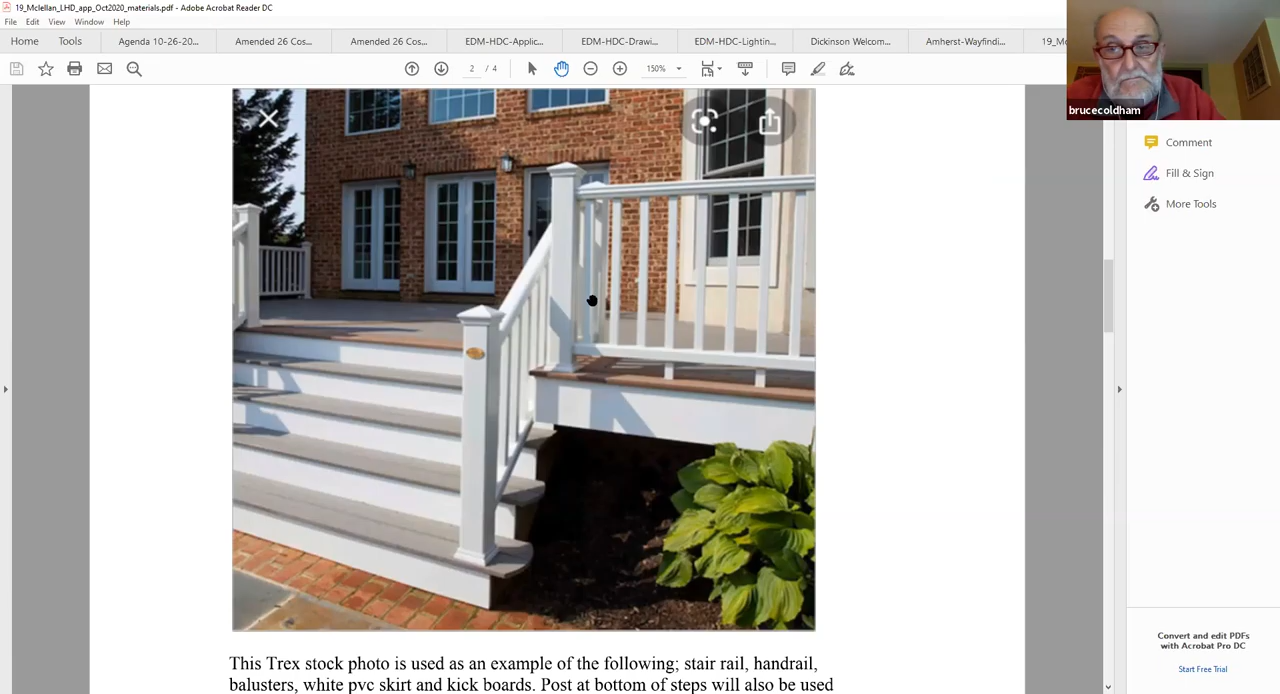 19_Mclellan_LHD_app_Oct2020_materials.pdf - Adobe Acrobat Reader DC
File Edit View Window Help
Home Tools Agenda 10-26-20... Amended 26 Cos... Amended 26 Cos... EDM-HDC-Applic... EDM-HDC-Drawi... EDM-HDC-Lightin... Dickinson Welcom... Amherst-Wayfindi... 19_Mc
2 / 4 150%
brucecoldham
Comment
Fill & Sign
More Tools
This Trex stock photo is used as an example of the following; stair rail, handrail,
balusters, white pvc skirt and kick boards. Post at bottom of steps will also be used
Convert and edit PDFs
with Acrobat Pro DC
Start Free Trial